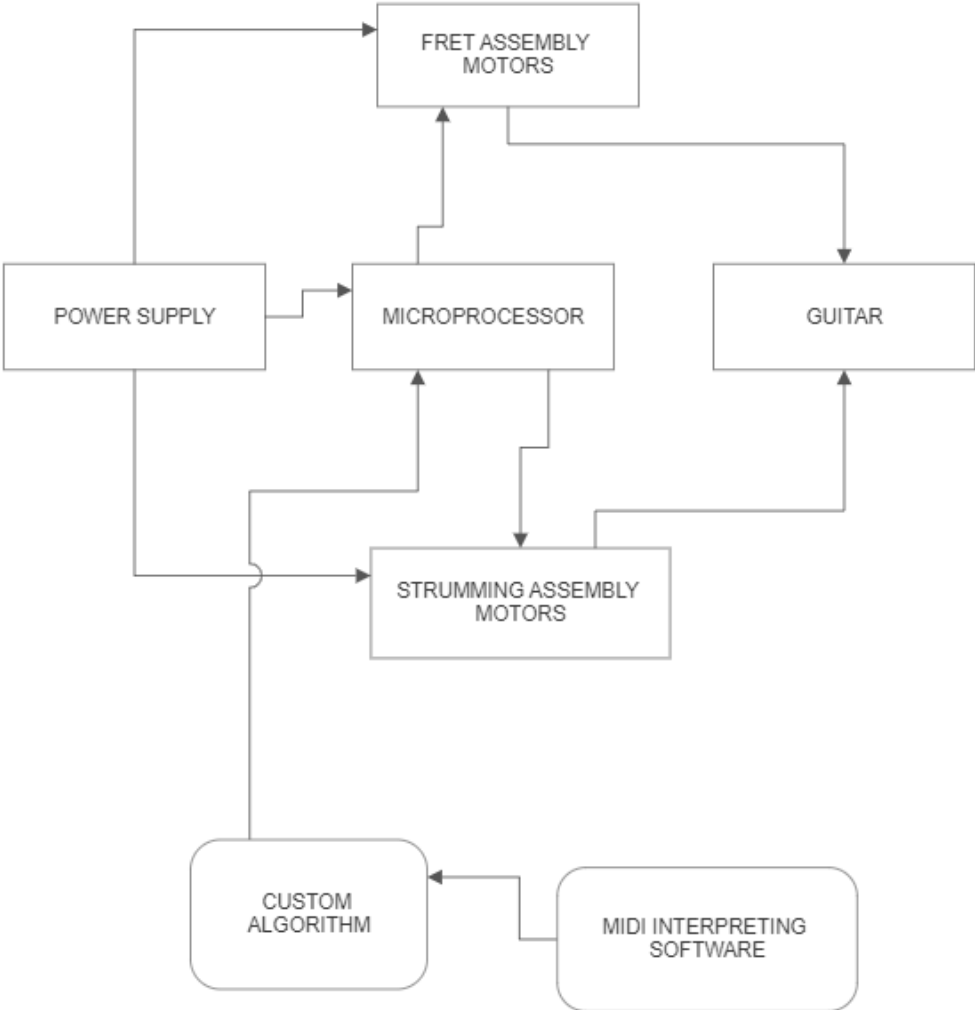 FRET ASSEMBLY
MOTORS
POWER SUPPLY
MICROPROCESSOR
GUITAR
STRUMMING ASSEMBLY
MOTORS
CUSTOM
ALGORITHM
MIDI INTERPRETING
SOFTWARE